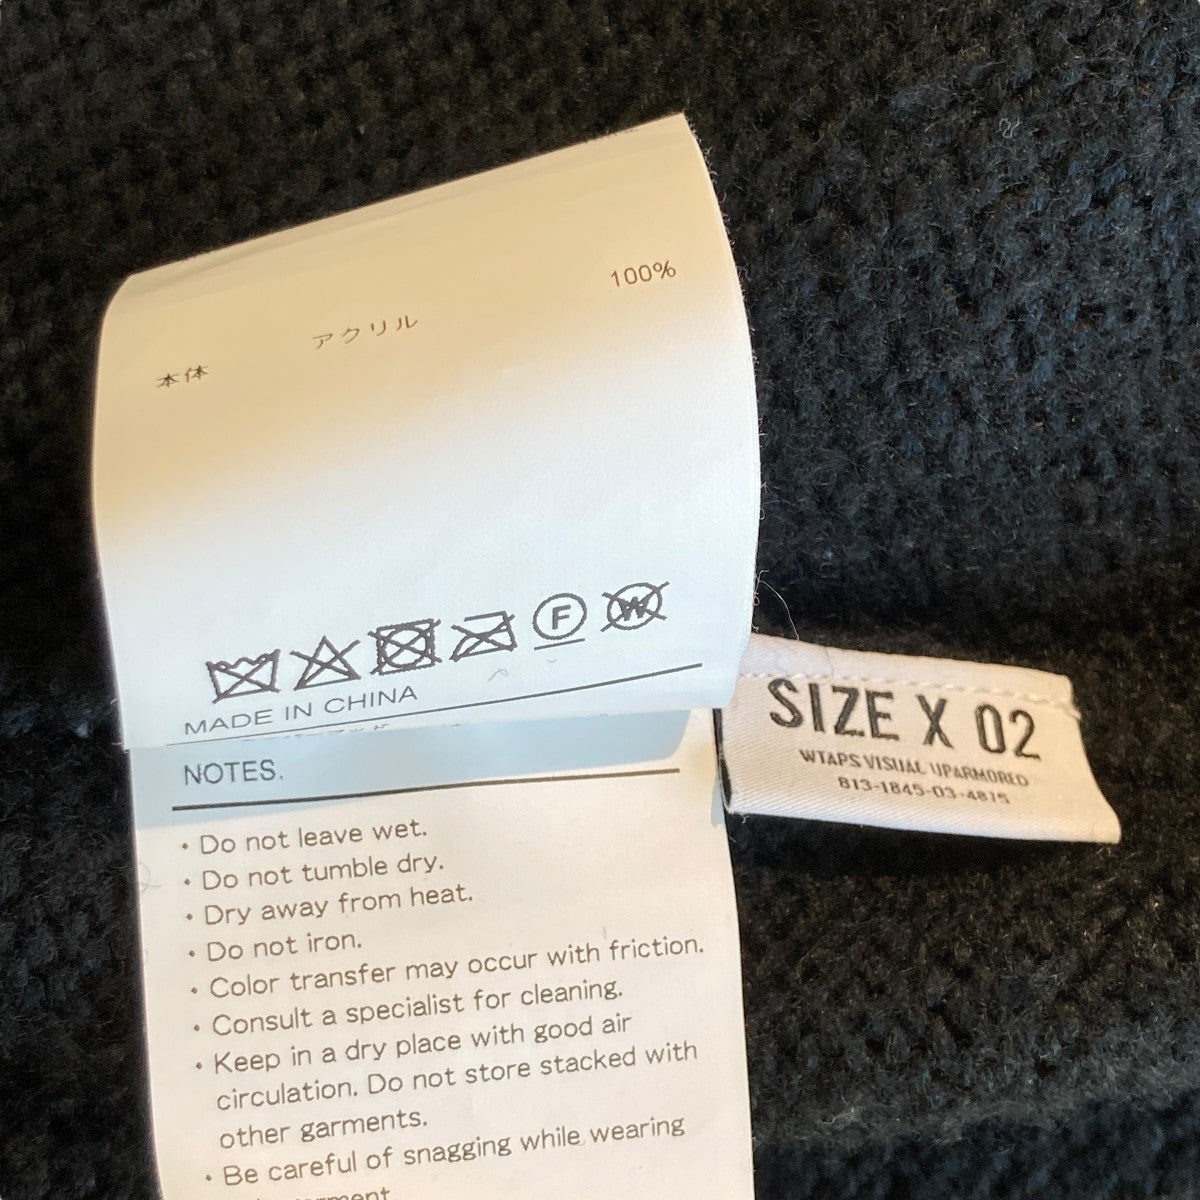 100%
アクリル
本体
F
W
MADE IN CHINA
NOTES.
• Do not leave wet.
• Do not tumble dry.
• Dry away from heat.
• Do not iron.
• Color transfer may occur with friction.
• Consult a specialist for cleaning.
• Keep in a dry place with good air
circulation. Do not store stacked with
other garments.
• Be careful of snagging while wearing
SIZE X 02
WTAPS VISUAL UPARMORED
813-1845-03-4815